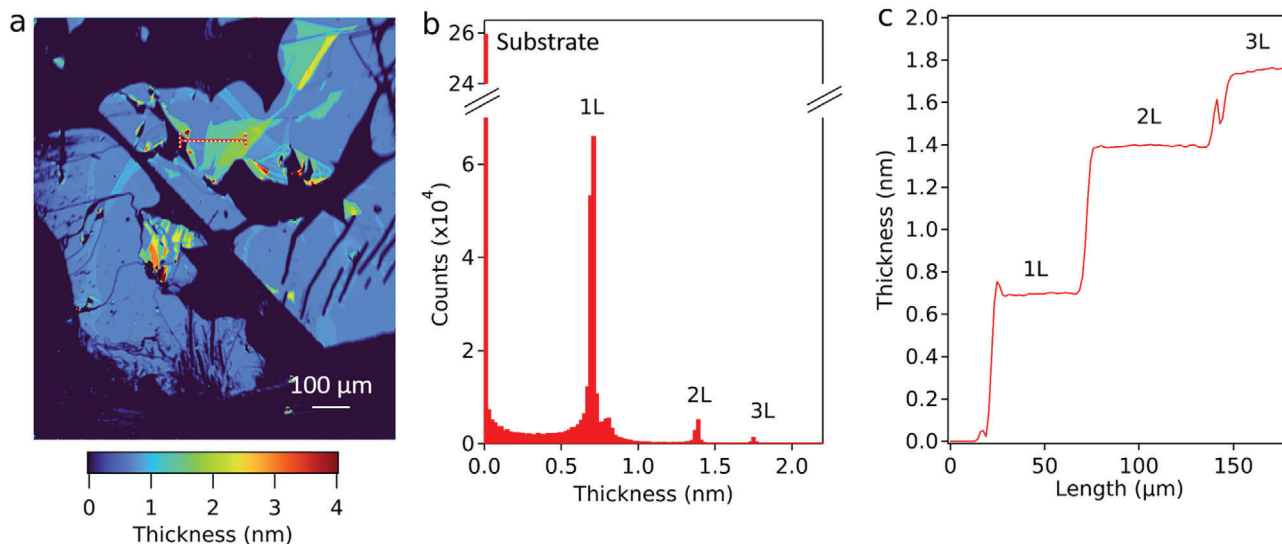 a
100 µm
0 1 2 3 4
Thickness (nm)
b
Substrate
26
24
1L
6
4
2
0
Counts (x10⁴)
2L
3L
0.0 0.5 1.0 1.5 2.0
Thickness (nm)
c
2.0
1.8
1.6
1.4
1.2
1.0
0.8
0.6
0.4
0.2
0.0
Thickness (nm)
1L
2L
3L
0 50 100 150
Length (µm)